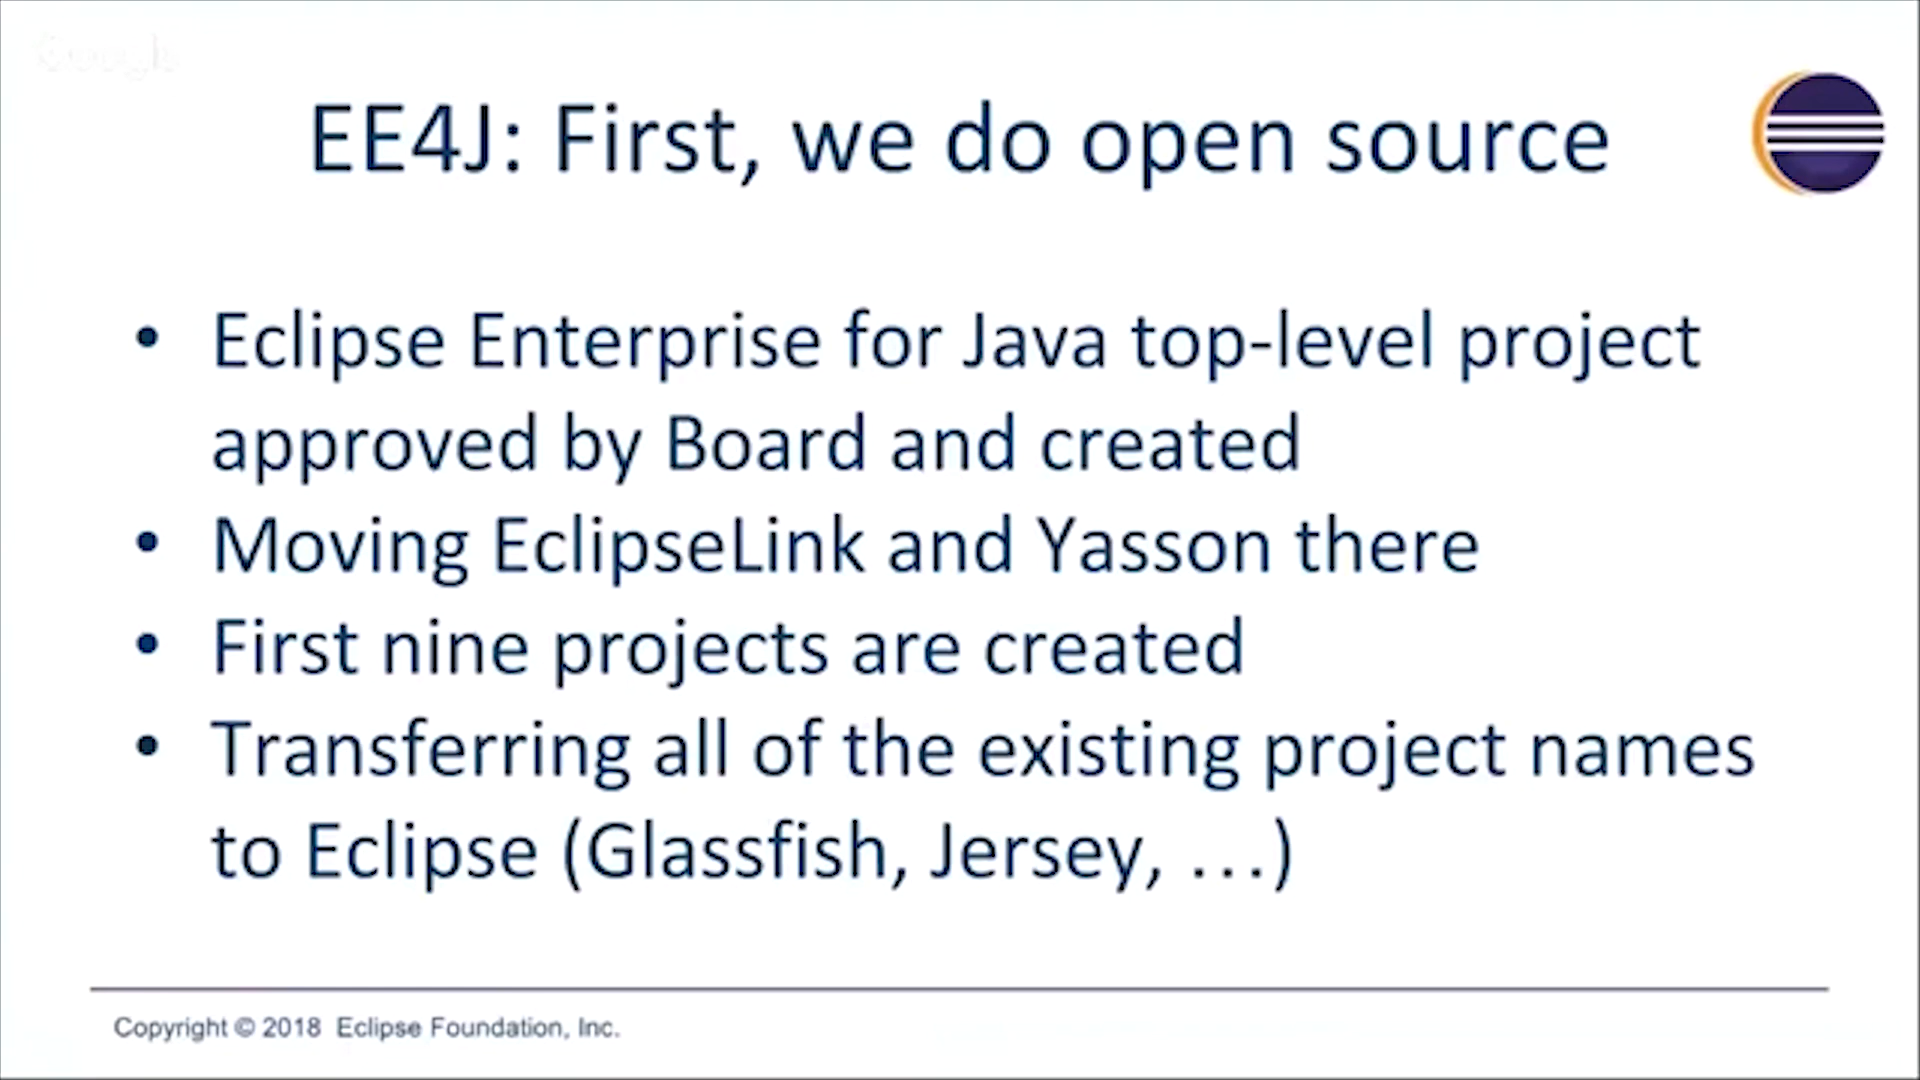 EE4J: First, we do open source
• Eclipse Enterprise for Java top-level project
approved by Board and created
• Moving EclipseLink and Yasson there
• First nine projects are created
• Transferring all of the existing project names
to Eclipse (Glassfish, Jersey, ...)
Copyright © 2018 Eclipse Foundation, Inc.